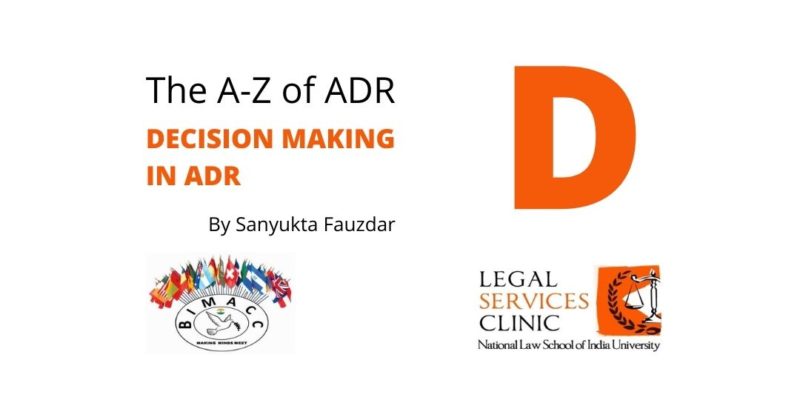 The A-Z of ADR
DECISION MAKING
IN ADR
By Sanyukta Fauzdar
BIMACC
MAKING MINDS MEET
D
LEGAL
SERVICES
CLINIC
National Law School of India University